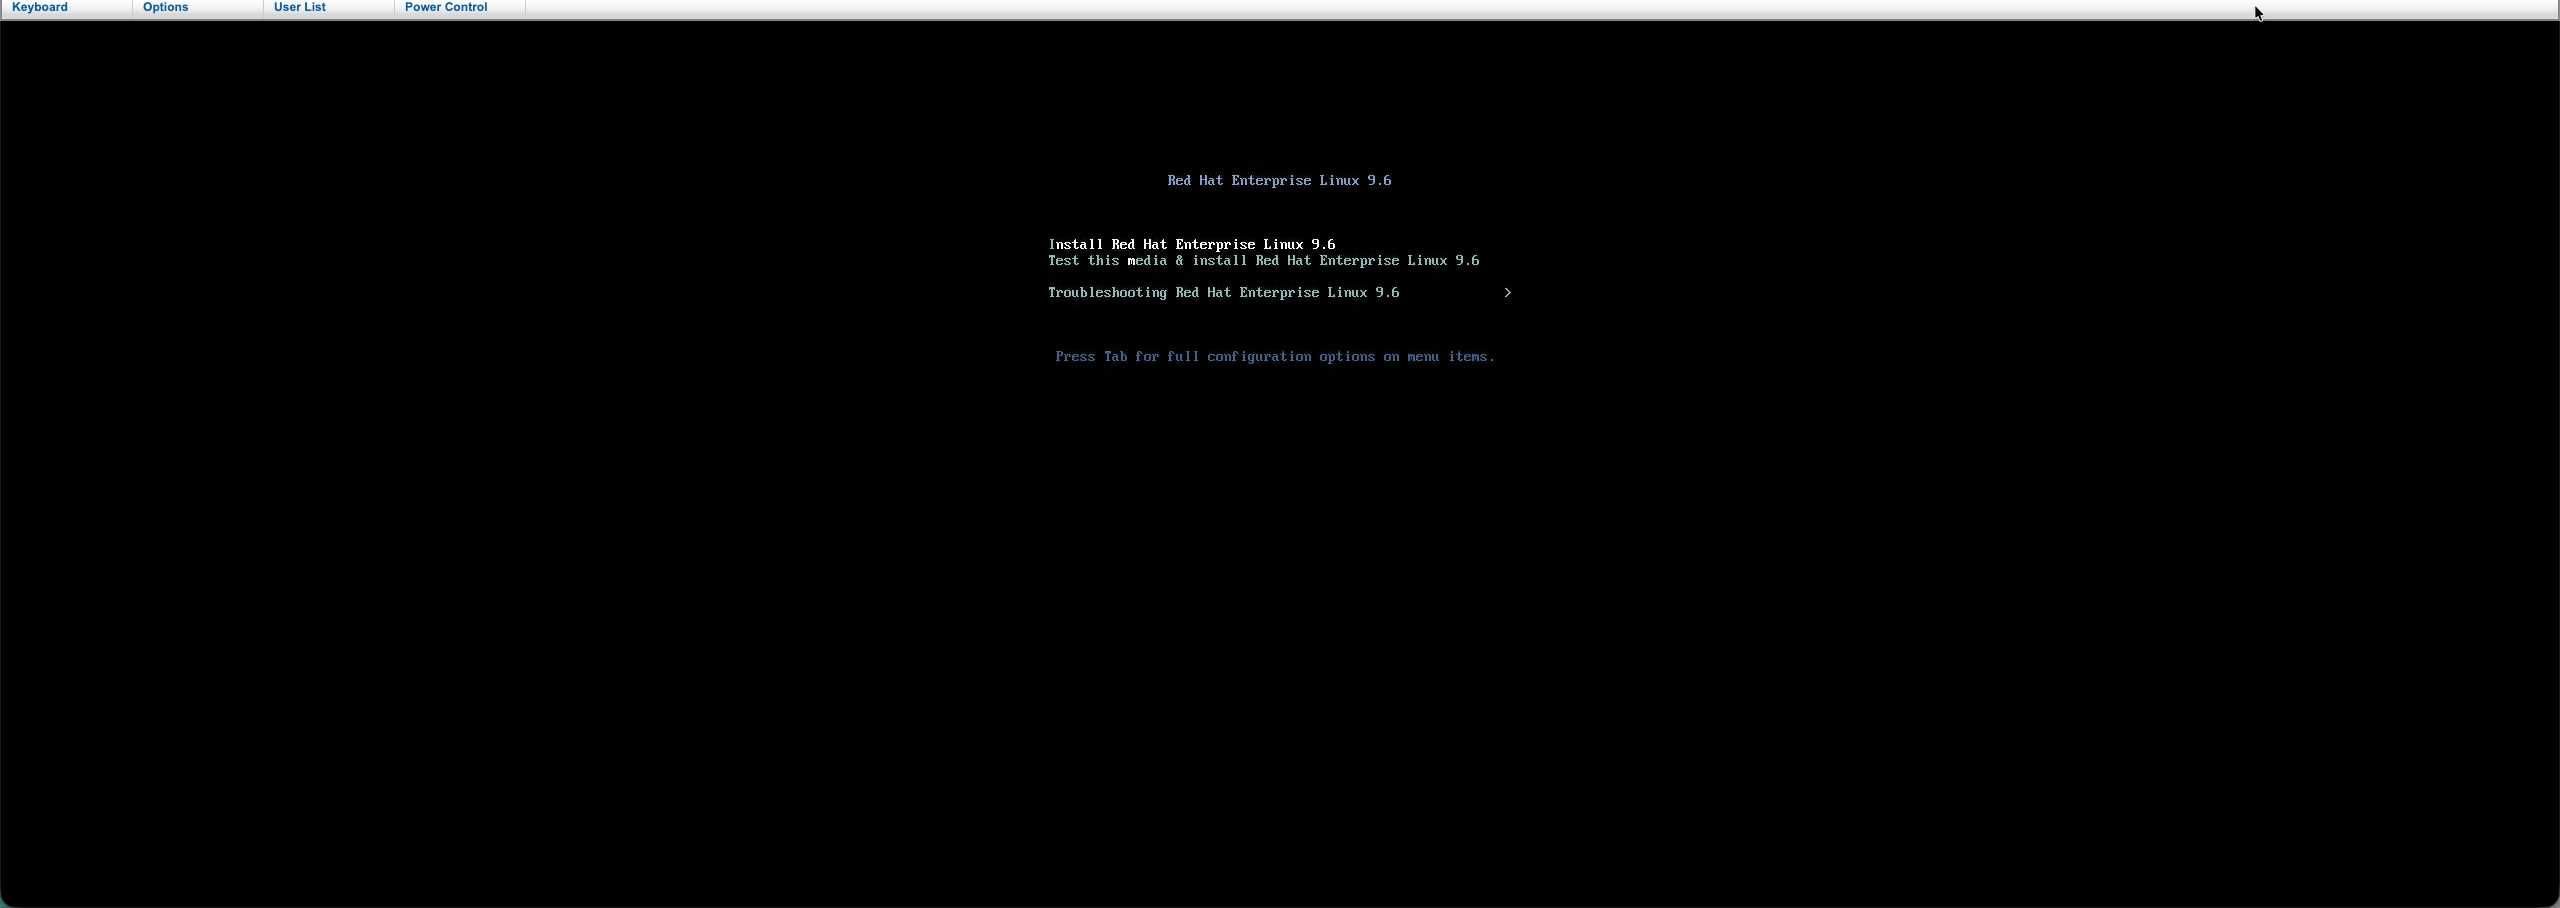 Keyboard Options User List Power Control
Red Hat Enterprise Linux 9.6
Install Red Hat Enterprise Linux 9.6
Test this media & install Red Hat Enterprise Linux 9.6
Troubleshooting Red Hat Enterprise Linux 9.6 >
Press Tab for full configuration options on menu items.